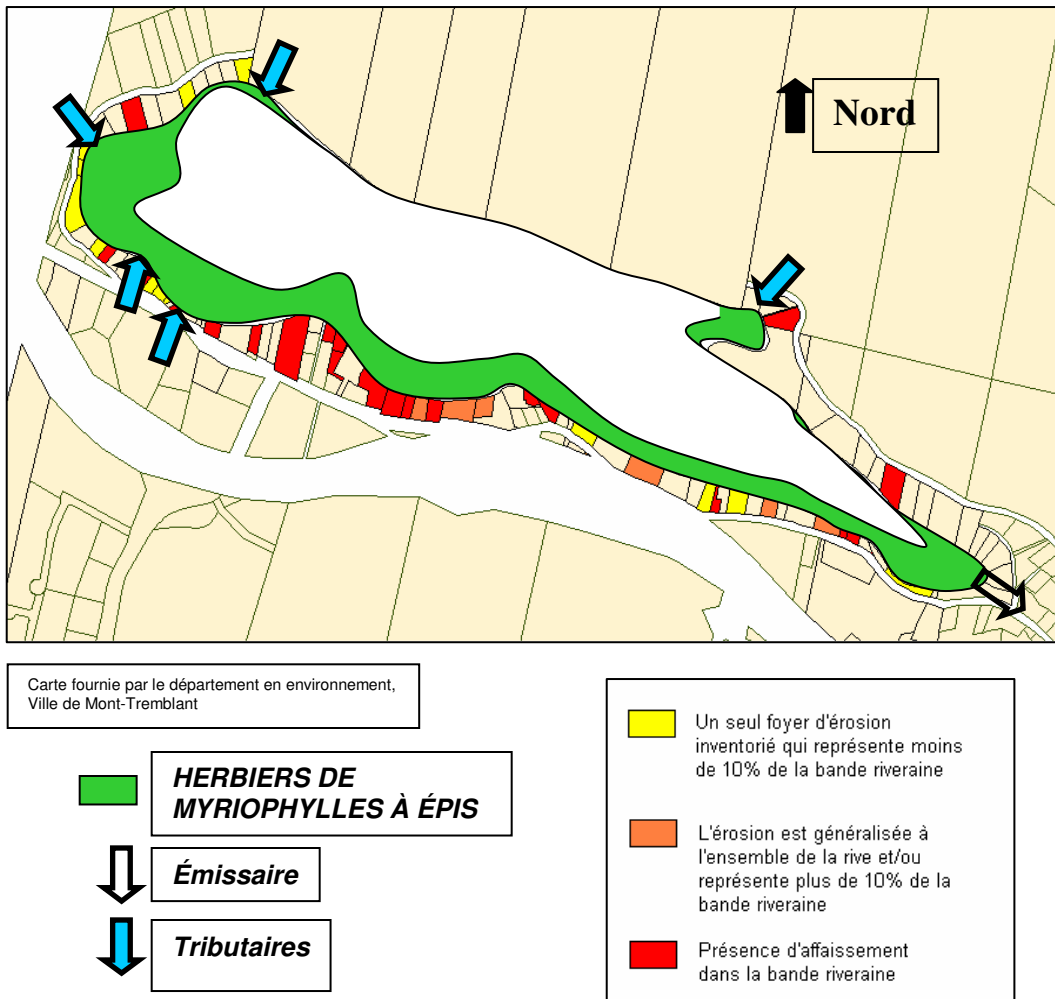 Nord
Carte fournie par le département en environnement,
Ville de Mont-Tremblant
HERBIERS DE
MYRIOPHYLLES À ÉPIS
Émissaire
Tributaires
Un seul foyer d'érosion
inventorié qui représente moins
de 10% de la bande riveraine
L'érosion est généralisée à
l'ensemble de la rive et/ou
représente plus de 10% de la
bande riveraine
Présence d'affaissement
dans la bande riveraine